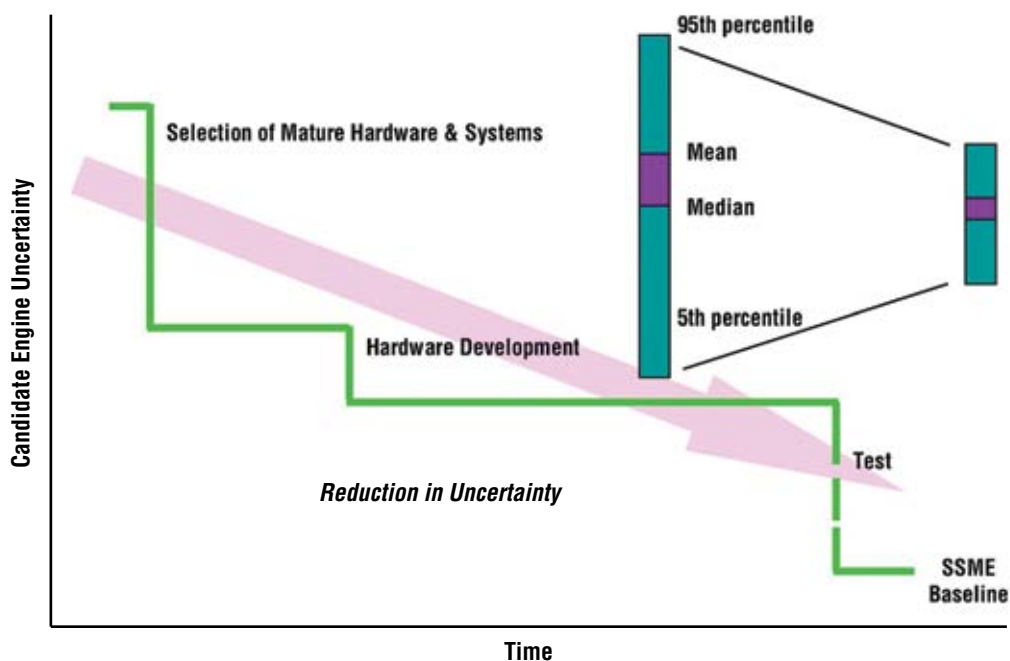 95th percentile
Selection of Mature Hardware & Systems
Mean
Median
5th percentile
Hardware Development
Test
Reduction in Uncertainty
SSME
Baseline
Candidate Engine Uncertainty
Time